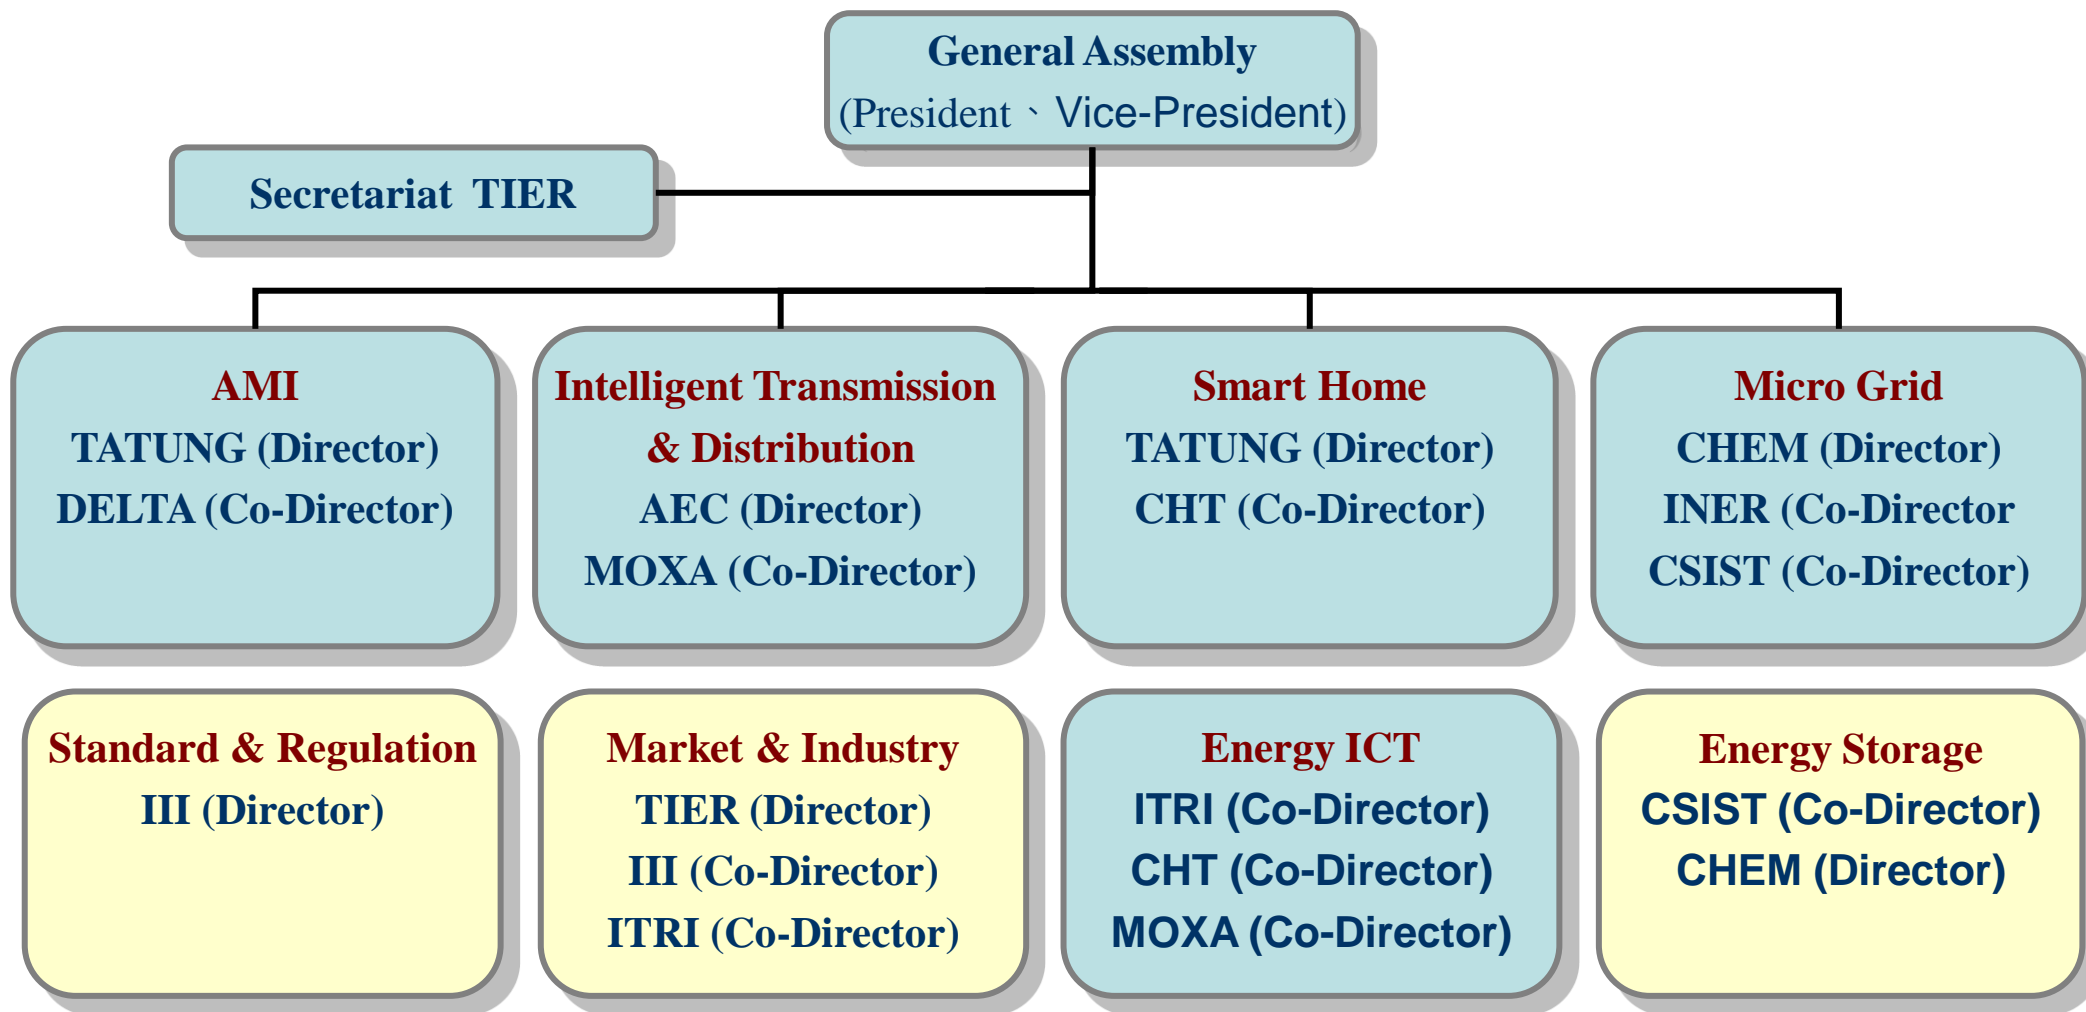 General Assembly
(President、Vice-President)
Secretariat TIER
AMI
TATUNG (Director)
DELTA (Co-Director)
Intelligent Transmission
& Distribution
AEC (Director)
MOXA (Co-Director)
Smart Home
TATUNG (Director)
CHT (Co-Director)
Micro Grid
CHEM (Director)
INER (Co-Director
CSIST (Co-Director)
Standard & Regulation
III (Director)
Market & Industry
TIER (Director)
III (Co-Director)
ITRI (Co-Director)
Energy ICT
ITRI (Co-Director)
CHT (Co-Director)
MOXA (Co-Director)
Energy Storage
CSIST (Co-Director)
CHEM (Director)